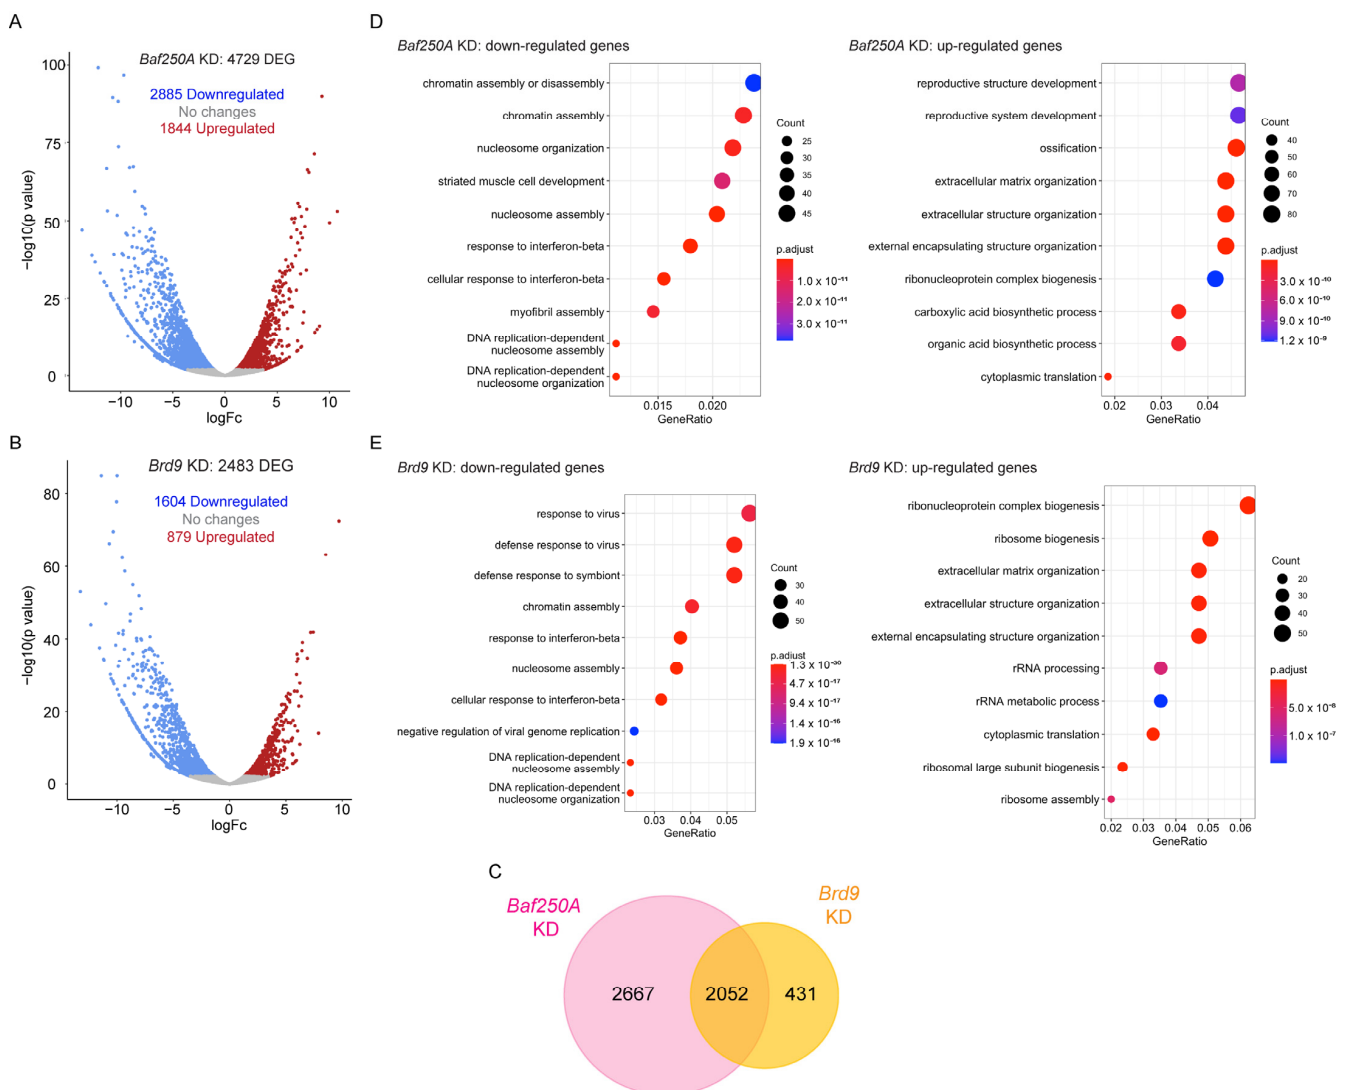 A
Baf250A KD: 4729 DEG
2885 Downregulated
No changes
1844 Upregulated
100
75
50
25
0
−log10(p value)
−10
−5
0
5
10
logFc
B
Brd9 KD: 2483 DEG
1604 Downregulated
No changes
879 Upregulated
80
60
40
20
0
−log10(p value)
−10
−5
0
5
10
logFc
D
Baf250A KD: down-regulated genes
chromatin assembly or disassembly
chromatin assembly
nucleosome organization
striated muscle cell development
nucleosome assembly
response to interferon-beta
cellular response to interferon-beta
myofibril assembly
DNA replication-dependent
nucleosome assembly
DNA replication-dependent
nucleosome organization
0.015
0.020
GeneRatio
Count
25
30
35
40
45
p.adjust
1.0 x 10⁻¹¹
2.0 x 10⁻¹¹
3.0 x 10⁻¹¹
Baf250A KD: up-regulated genes
reproductive structure development
reproductive system development
ossification
extracellular matrix organization
extracellular structure organization
external encapsulating structure organization
ribonucleoprotein complex biogenesis
carboxylic acid biosynthetic process
organic acid biosynthetic process
cytoplasmic translation
0.02
0.03
0.04
GeneRatio
Count
40
50
60
70
80
p.adjust
3.0 x 10⁻¹⁰
6.0 x 10⁻¹⁰
9.0 x 10⁻¹⁰
1.2 x 10⁻⁹
E
Brd9 KD: down-regulated genes
response to virus
defense response to virus
defense response to symbiont
chromatin assembly
response to interferon-beta
nucleosome assembly
cellular response to interferon-beta
negative regulation of viral genome replication
DNA replication-dependent
nucleosome assembly
DNA replication-dependent
nucleosome organization
0.03
0.04
0.05
GeneRatio
Count
30
40
50
p.adjust
1.3 x 10⁻³⁰
4.7 x 10⁻¹⁷
9.4 x 10⁻¹⁷
1.4 x 10⁻¹⁶
1.9 x 10⁻¹⁶
Brd9 KD: up-regulated genes
ribonucleoprotein complex biogenesis
ribosome biogenesis
extracellular matrix organization
extracellular structure organization
external encapsulating structure organization
rRNA processing
rRNA metabolic process
cytoplasmic translation
ribosomal large subunit biogenesis
ribosome assembly
0.02
0.03
0.04
0.05
0.06
GeneRatio
Count
20
30
40
50
p.adjust
5.0 x 10⁻⁸
1.0 x 10⁻⁷
C
Baf250A
KD
Brd9
KD
2667
2052
431